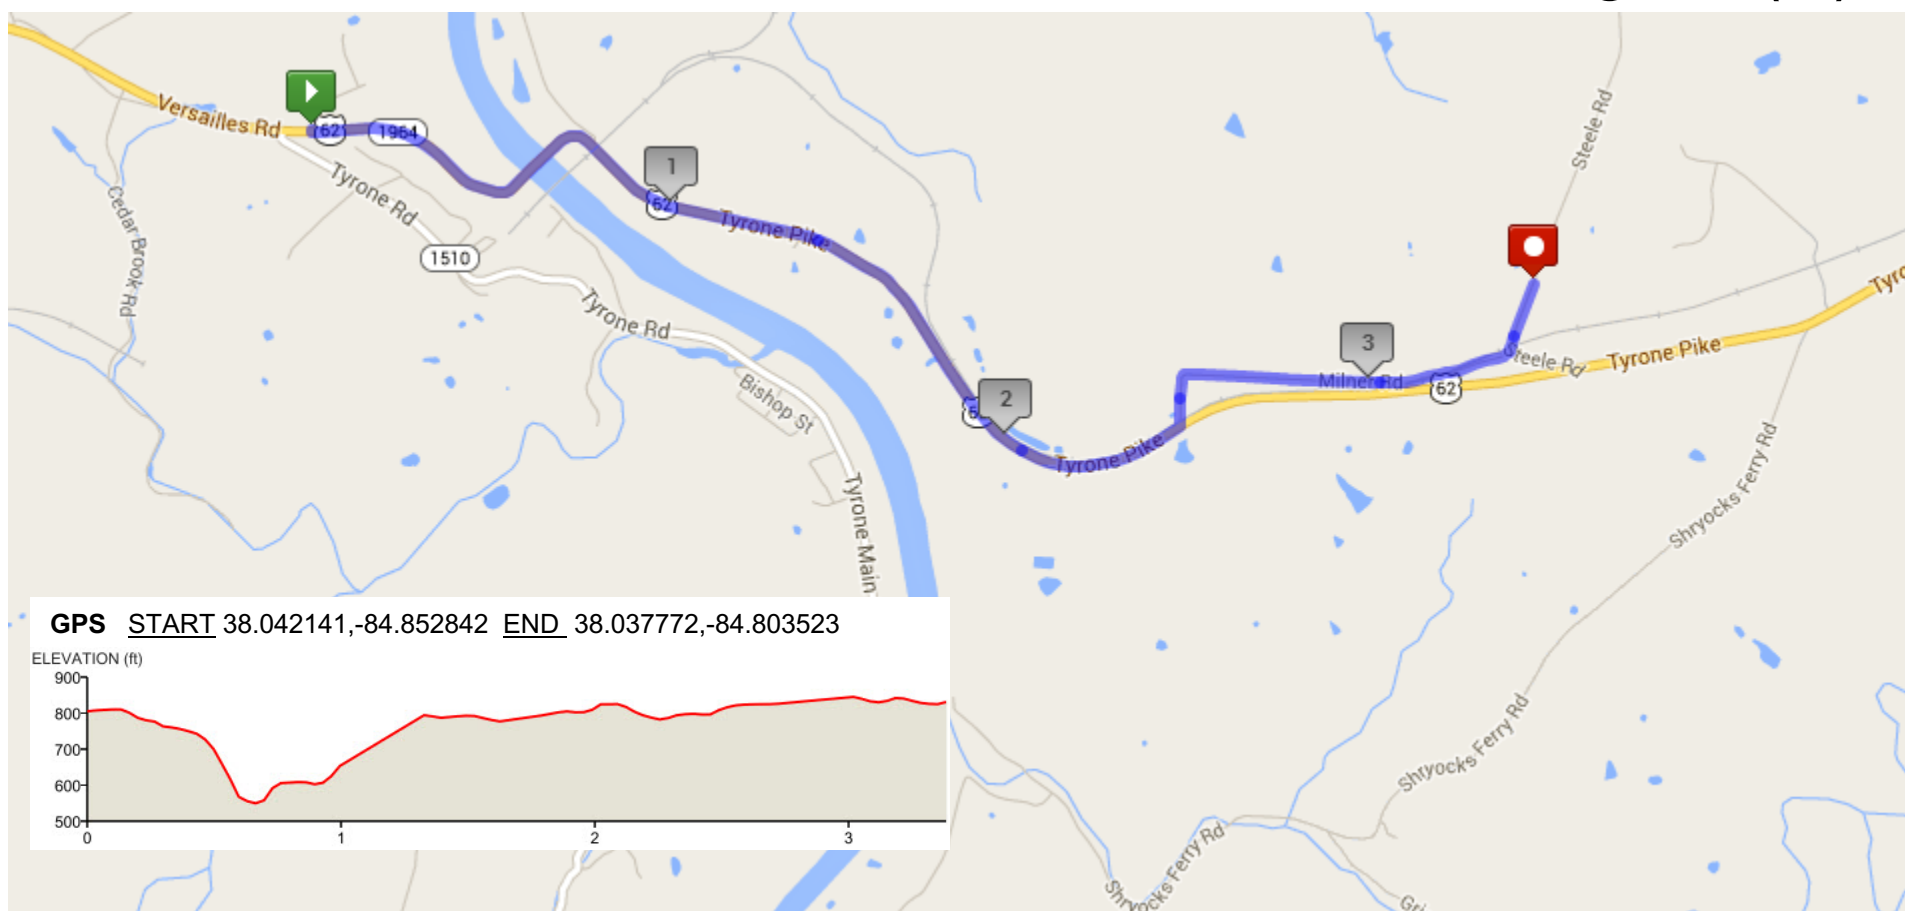 Steele Rd
Versailles Rd
62
1964
1
Tyrone Rd
62
Cedar Brook Rd
Tyrone Pike
1510
Tyrone Rd
3
Steele Rd
Tyrone Pike
Milner Rd
62
Bishop St
2
Tyrone Pike
Shryocks Ferry Rd
Tyrone Main
GPS START 38.042141,-84.852842 END 38.037772,-84.803523
ELEVATION (ft)
900
800
700
600
500
0 1 2 3
Shryocks Ferry Rd
Shryocks Ferry Rd